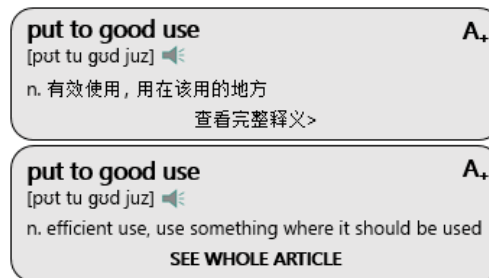 put to good use
A+
[pʊt tu ɡʊd juz]
n. 有效使用，用在该用的地方
查看完整释义>
put to good use
A+
[pʊt tu ɡʊd juz]
n. efficient use, use something where it should be used
SEE WHOLE ARTICLE